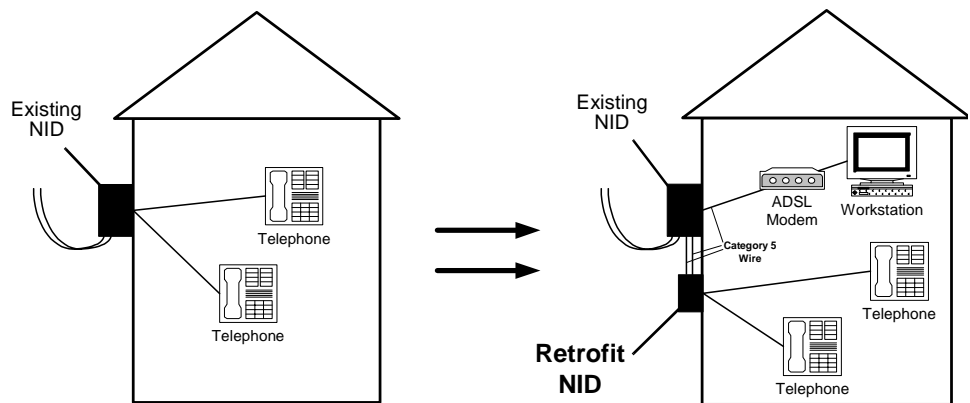 Existing
NID
Telephone
Telephone
Existing
NID
ADSL
Modem
Workstation
Category 5
Wire
Telephone
Telephone
Retrofit
NID